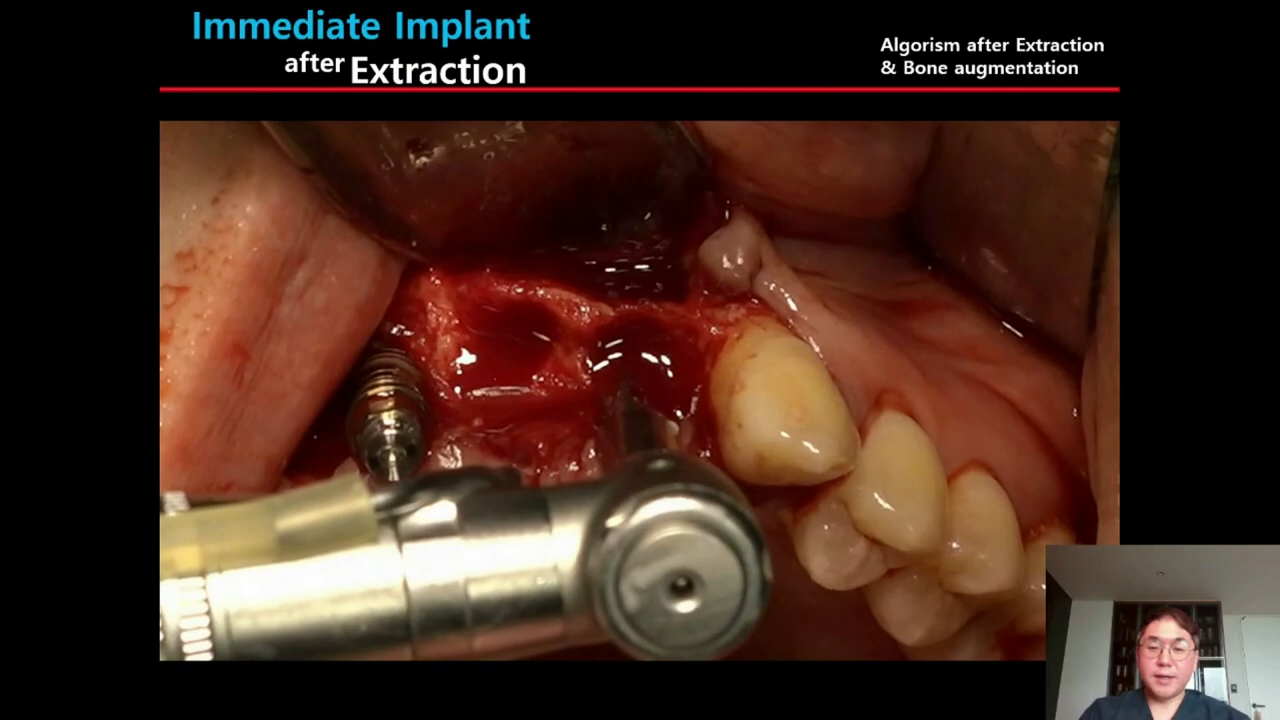 Immediate Implant
after Extraction
Algorism after Extraction
& Bone augmentation